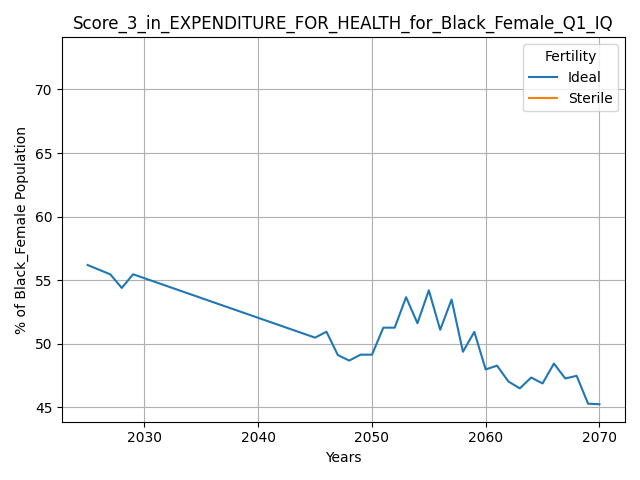 Score_3_in_EXPENDITURE_FOR_HEALTH_for_Black_Female_Q1_IQ
Fertility
Ideal
Sterile
70
65
60
55
50
45
% of Black_Female Population
2030 2040 2050 2060 2070
Years